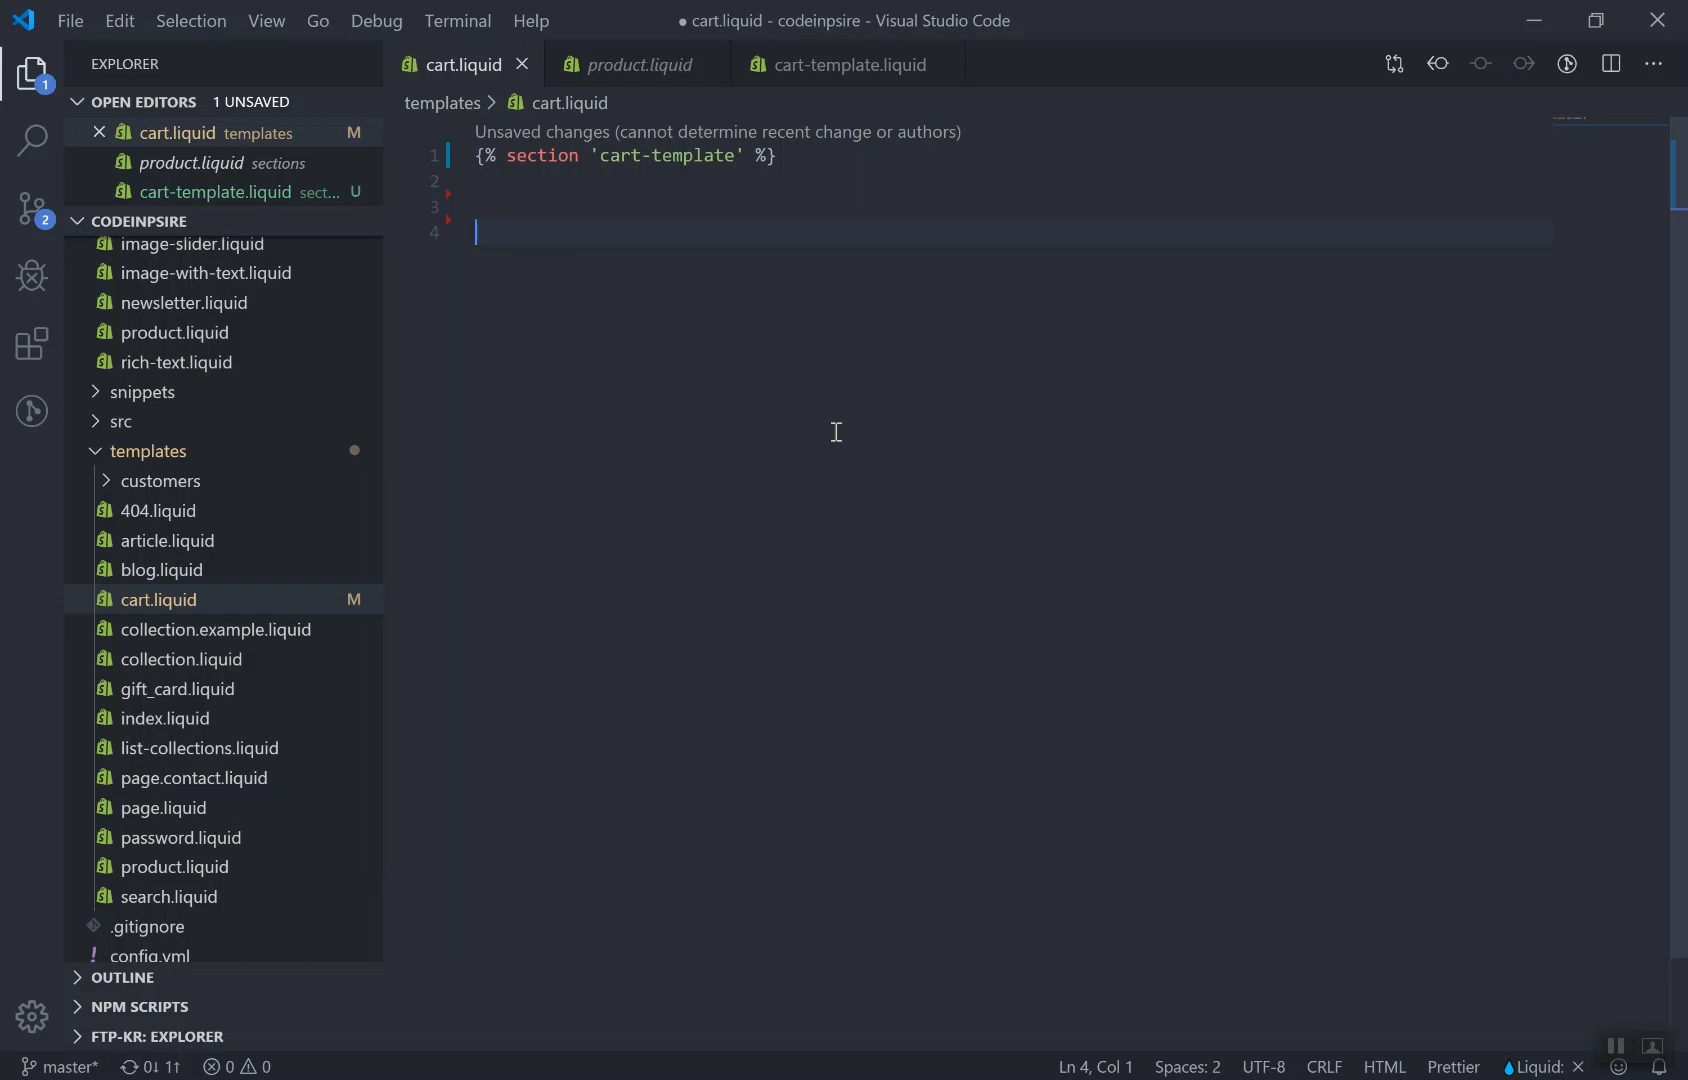 File Edit Selection View Go Debug Terminal Help ● cart.liquid - codeinpsire - Visual Studio Code
EXPLORER
1
OPEN EDITORS 1 UNSAVED
cart.liquid templates M
product.liquid sections
cart-template.liquid sect... U
2
CODEINPSIRE
image-slider.liquid
image-with-text.liquid
newsletter.liquid
product.liquid
rich-text.liquid
snippets
src
templates
customers
404.liquid
article.liquid
blog.liquid
cart.liquid M
collection.example.liquid
collection.liquid
gift_card.liquid
index.liquid
list-collections.liquid
page.contact.liquid
page.liquid
password.liquid
product.liquid
search.liquid
.gitignore
config.yml
OUTLINE
NPM SCRIPTS
FTP-KR: EXPLORER
cart.liquid product.liquid cart-template.liquid
templates > cart.liquid
Unsaved changes (cannot determine recent change or authors)
1 {% section 'cart-template' %}
2
3
4
master* 0↓ 1↑ 0 0 Ln 4, Col 1 Spaces: 2 UTF-8 CRLF HTML Prettier Liquid: ✕